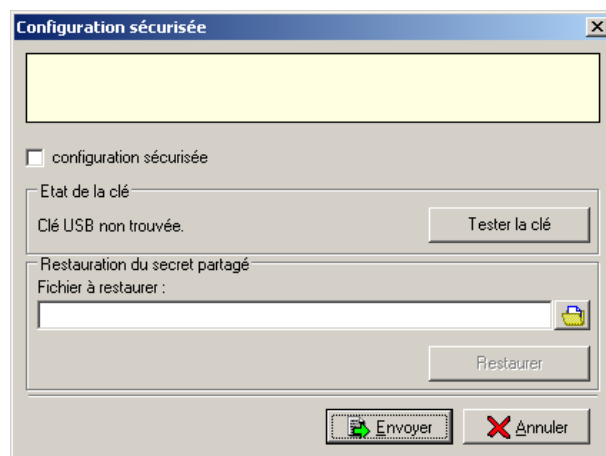 Configuration sécurisée
configuration sécurisée
Etat de la clé
Clé USB non trouvée.
Tester la clé
Restauration du secret partagé
Fichier à restaurer :
Restaurer
Envoyer
Annuler